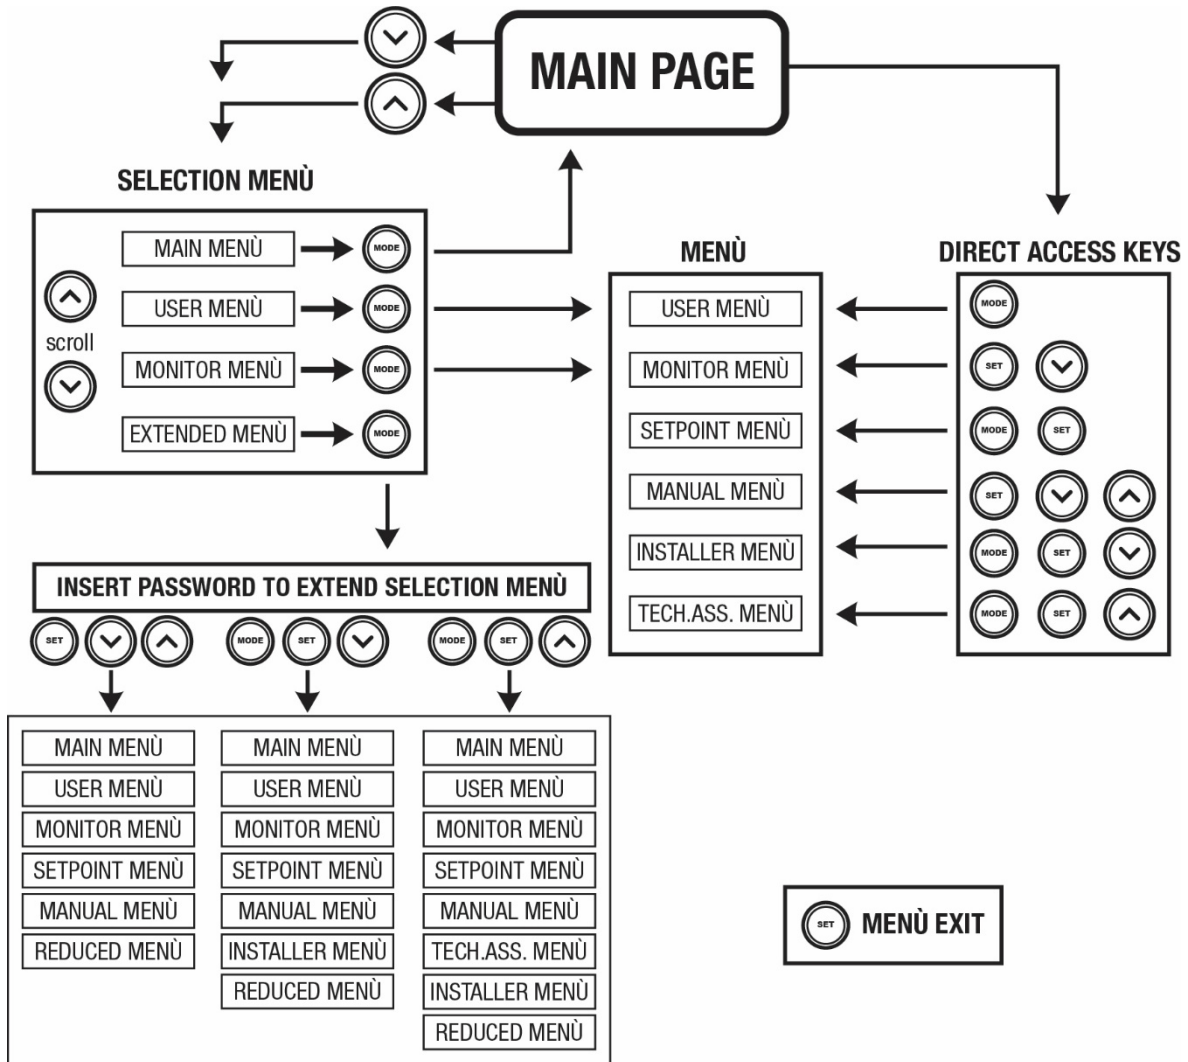 MAIN PAGE
SELECTION MENÙ
MAIN MENÙ
MODE
USER MENÙ
MODE
scroll
MONITOR MENÙ
MODE
EXTENDED MENÙ
MODE
MENÙ
USER MENÙ
MONITOR MENÙ
SETPOINT MENÙ
MANUAL MENÙ
INSTALLER MENÙ
TECH.ASS. MENÙ
DIRECT ACCESS KEYS
MODE
SET
MODE SET
SET
MODE SET
MODE SET
INSERT PASSWORD TO EXTEND SELECTION MENÙ
SET
MODE SET
MODE SET
MAIN MENÙ
USER MENÙ
MONITOR MENÙ
SETPOINT MENÙ
MANUAL MENÙ
REDUCED MENÙ
MAIN MENÙ
USER MENÙ
MONITOR MENÙ
SETPOINT MENÙ
MANUAL MENÙ
INSTALLER MENÙ
REDUCED MENÙ
MAIN MENÙ
USER MENÙ
MONITOR MENÙ
SETPOINT MENÙ
MANUAL MENÙ
TECH.ASS. MENÙ
INSTALLER MENÙ
REDUCED MENÙ
SET MENÙ EXIT